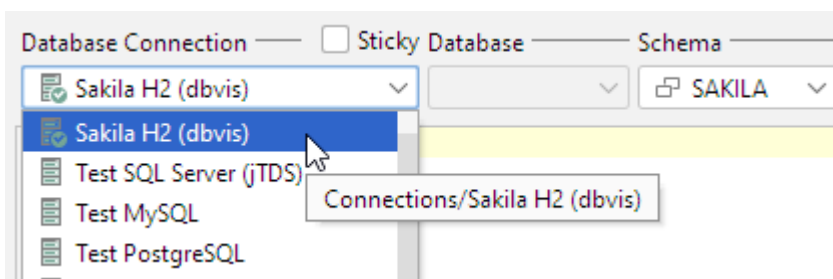 Database Connection Sticky Database Schema
Sakila H2 (dbvis) SAKILA
Sakila H2 (dbvis)
Test SQL Server (jTDS)
Connections/Sakila H2 (dbvis)
Test MySQL
Test PostgreSQL